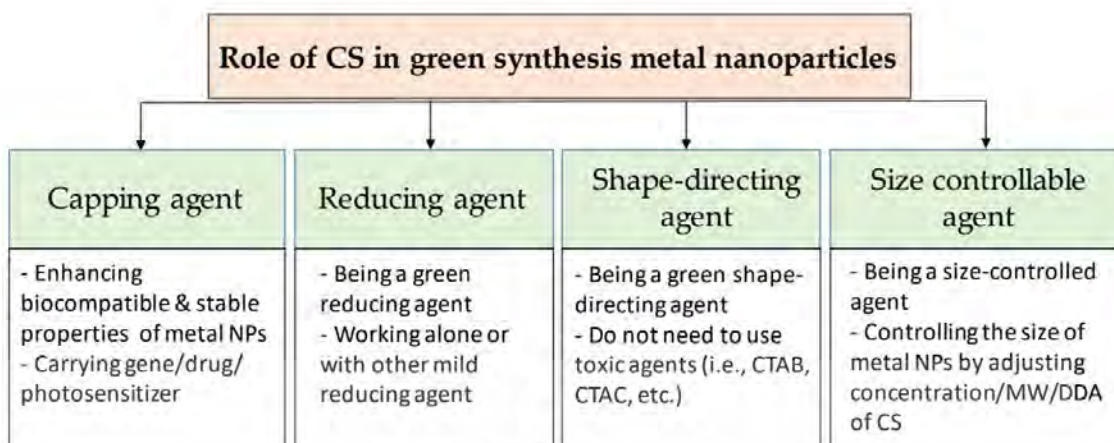 Role of CS in green synthesis metal nanoparticles
Capping agent
- Enhancing
biocompatible & stable
properties of metal NPs
- Carrying gene/drug/
photosensitizer
Reducing agent
- Being a green
reducing agent
- Working alone or
with other mild
reducing agent
Shape-directing
agent
- Being a green shape-
directing agent
- Do not need to use
toxic agents (i.e., CTAB,
CTAC, etc.)
Size controllable
agent
- Being a size-controlled
agent
- Controlling the size of
metal NPs by adjusting
concentration/MW/DDA
of CS